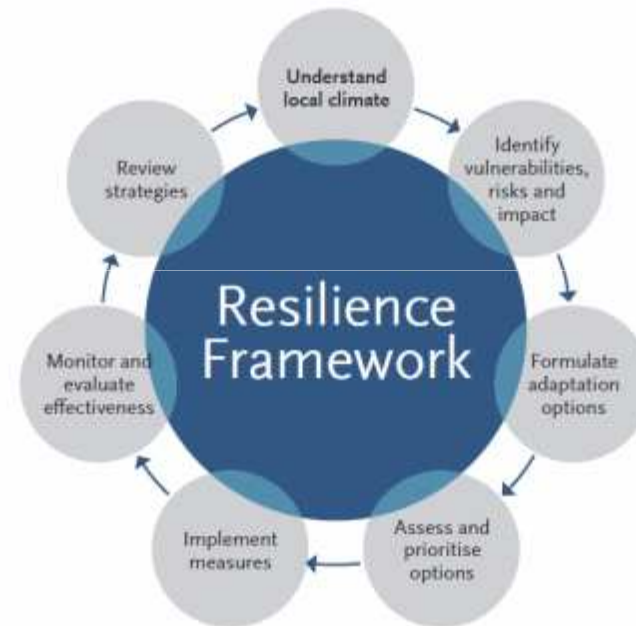 Understand
local climate
Identify
vulnerabilities,
risks and
impact
Formulate
adaptation
options
Assess and
prioritise
options
Implement
measures
Monitor and
evaluate
effectiveness
Review
strategies
Resilience
Framework